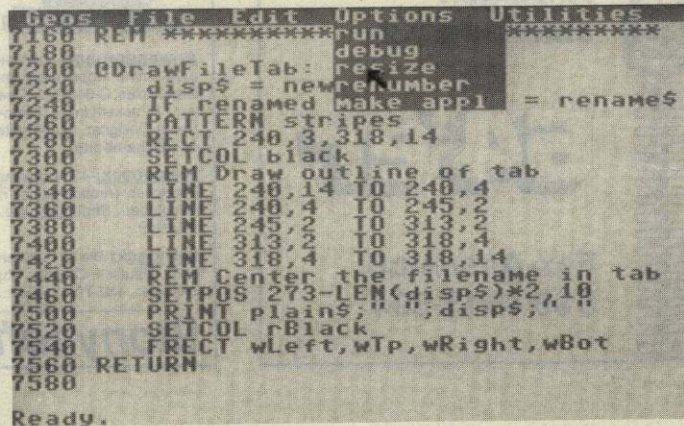 Geos File Edit Options Utilities
7160 REM **********run *********
7180 debug
7200 @DrawFileTab: resize
7220 disp$ = newrenumber
7240 IF renamed make appl = rename$
7260 PATTERN stripes
7280 RECT 240,3,318,14
7300 SETCOL black
7320 REM Draw outline of tab
7340 LINE 240,14 TO 240,4
7360 LINE 240,4 TO 245,2
7380 LINE 245,2 TO 313,2
7400 LINE 313,2 TO 318,4
7420 LINE 318,4 TO 318,14
7440 REM Center the filename in tab
7460 SETPOS 273-LEN(disp$)*2,10
7500 PRINT plain$;" ";disp$;" "
7520 SETCOL rBlack
7540 FRECT wLeft,wTp,wRight,wBot
7560 RETURN
7580
Ready.